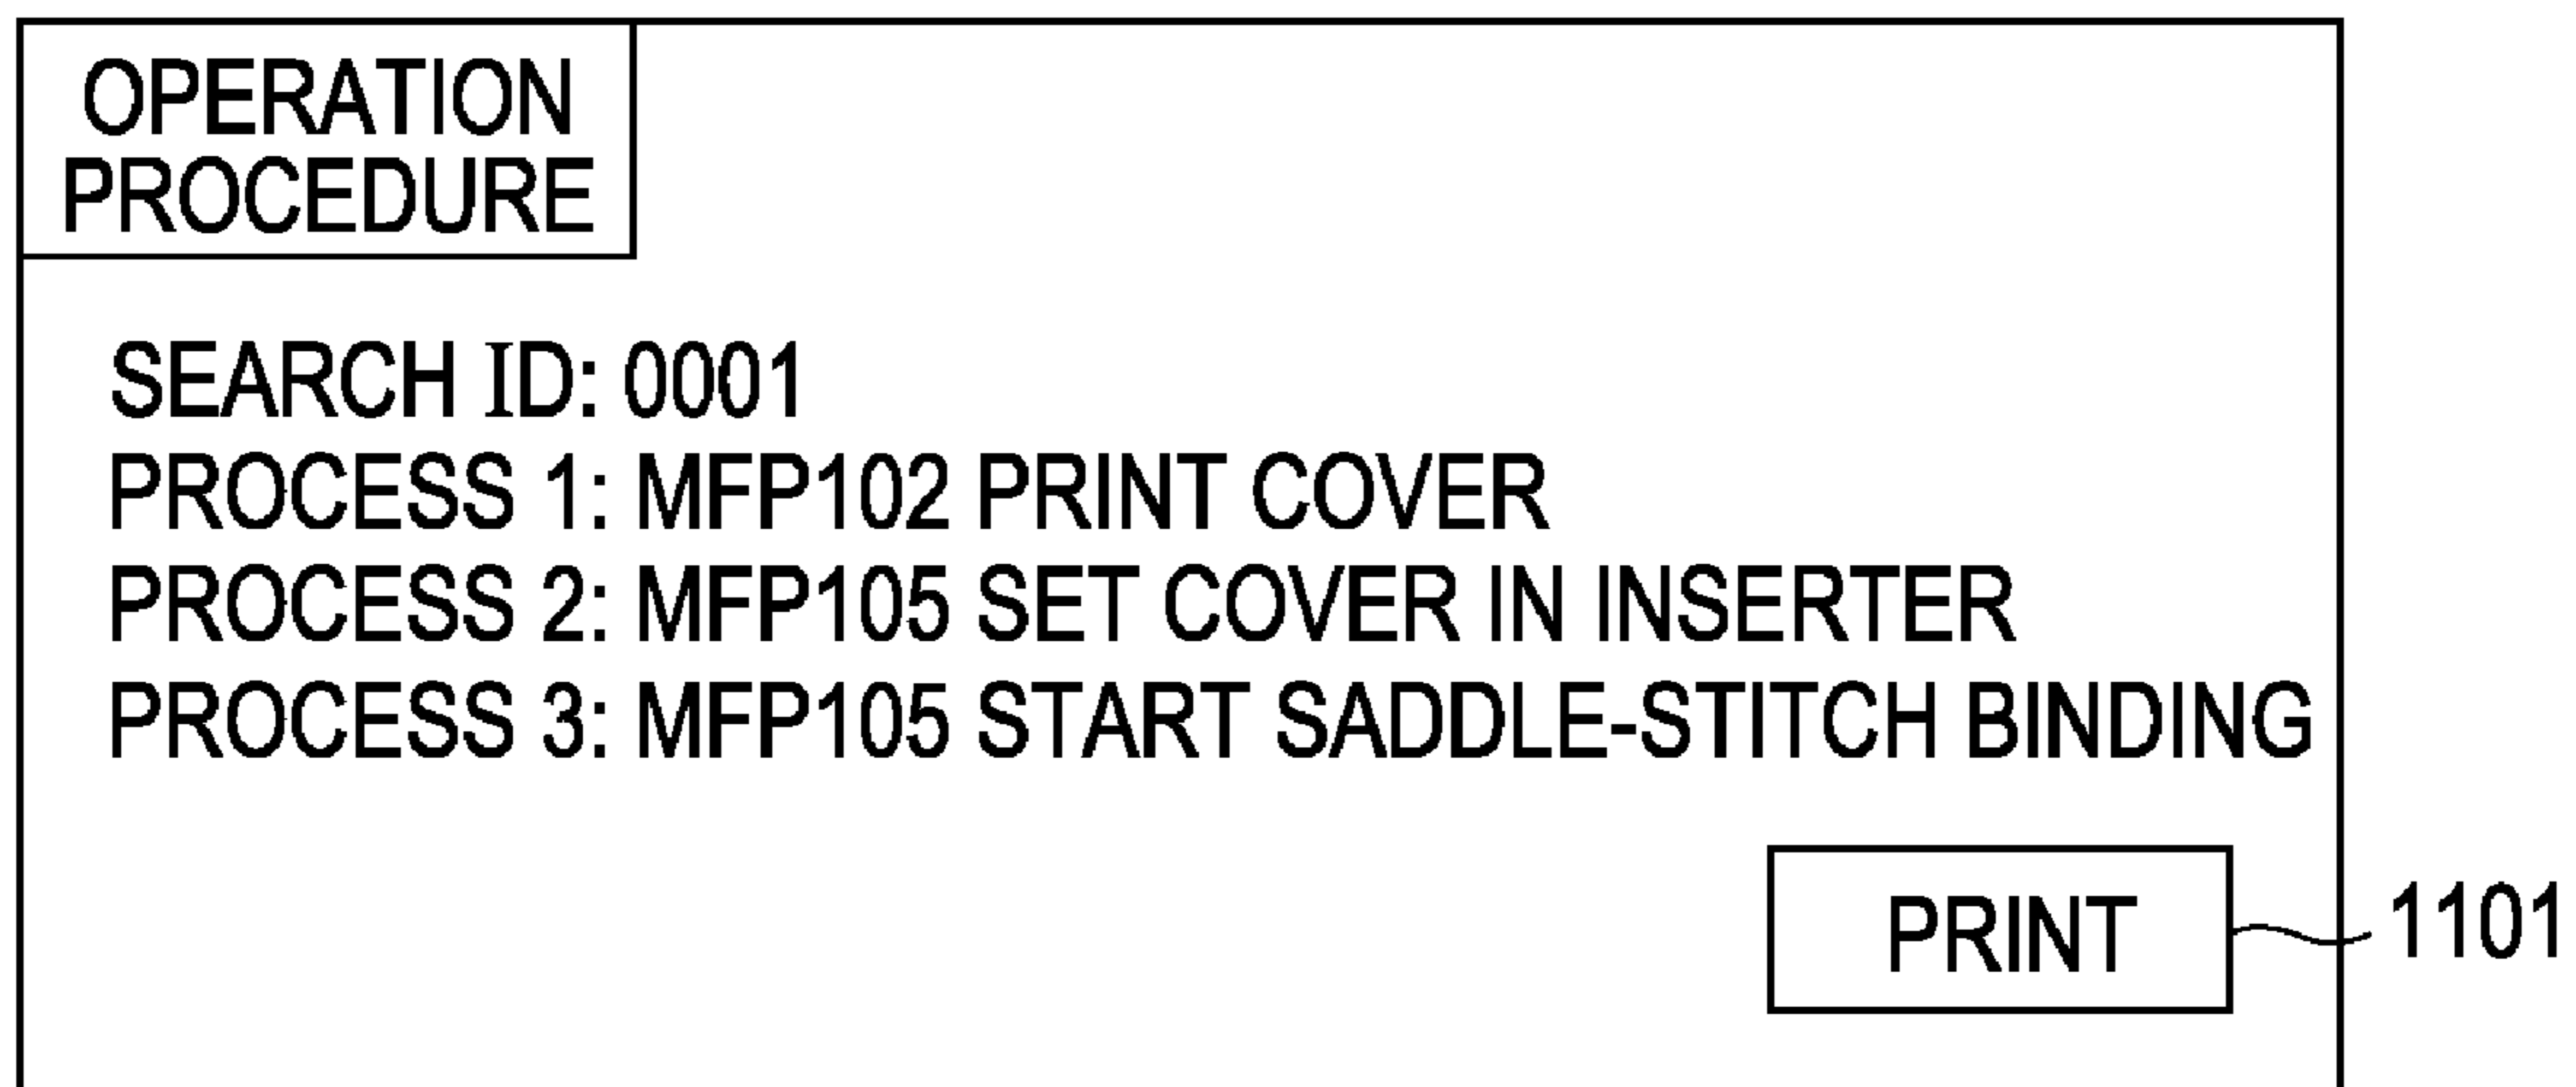 OPERATION
PROCEDURE
SEARCH ID: 0001
PROCESS 1: MFP102 PRINT COVER
PROCESS 2: MFP105 SET COVER IN INSERTER
PROCESS 3: MFP105 START SADDLE-STITCH BINDING
PRINT
1101